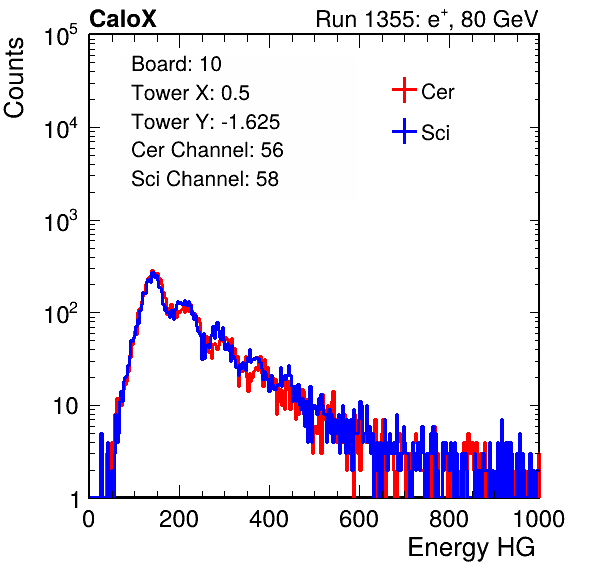 CaloX Run 1355: e+, 80 GeV
Counts
Board: 10
Tower X: 0.5
Tower Y: -1.625
Cer Channel: 56
Sci Channel: 58
Cer
Sci
10^5
10^4
10^3
10^2
10
1
0 200 400 600 800 1000
Energy HG